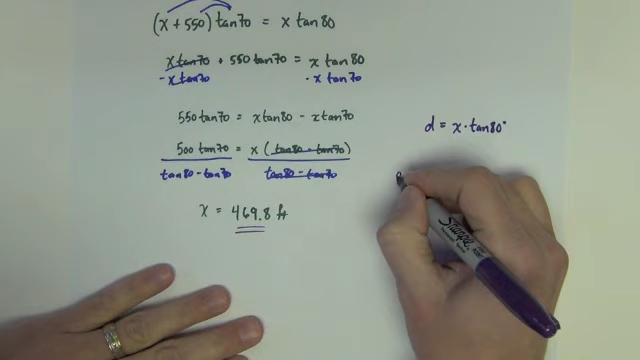 (x + 550) tan70 = x tan80
x tan70 + 550 tan70 = x tan80
- x tan70 - x tan70
550 tan70 = x tan80 - x tan70
500 tan70 = x (tan80 - tan70)
tan80 - tan70 tan80 - tan70
x = 469.8 ft
d = x · tan80°
Sharpie